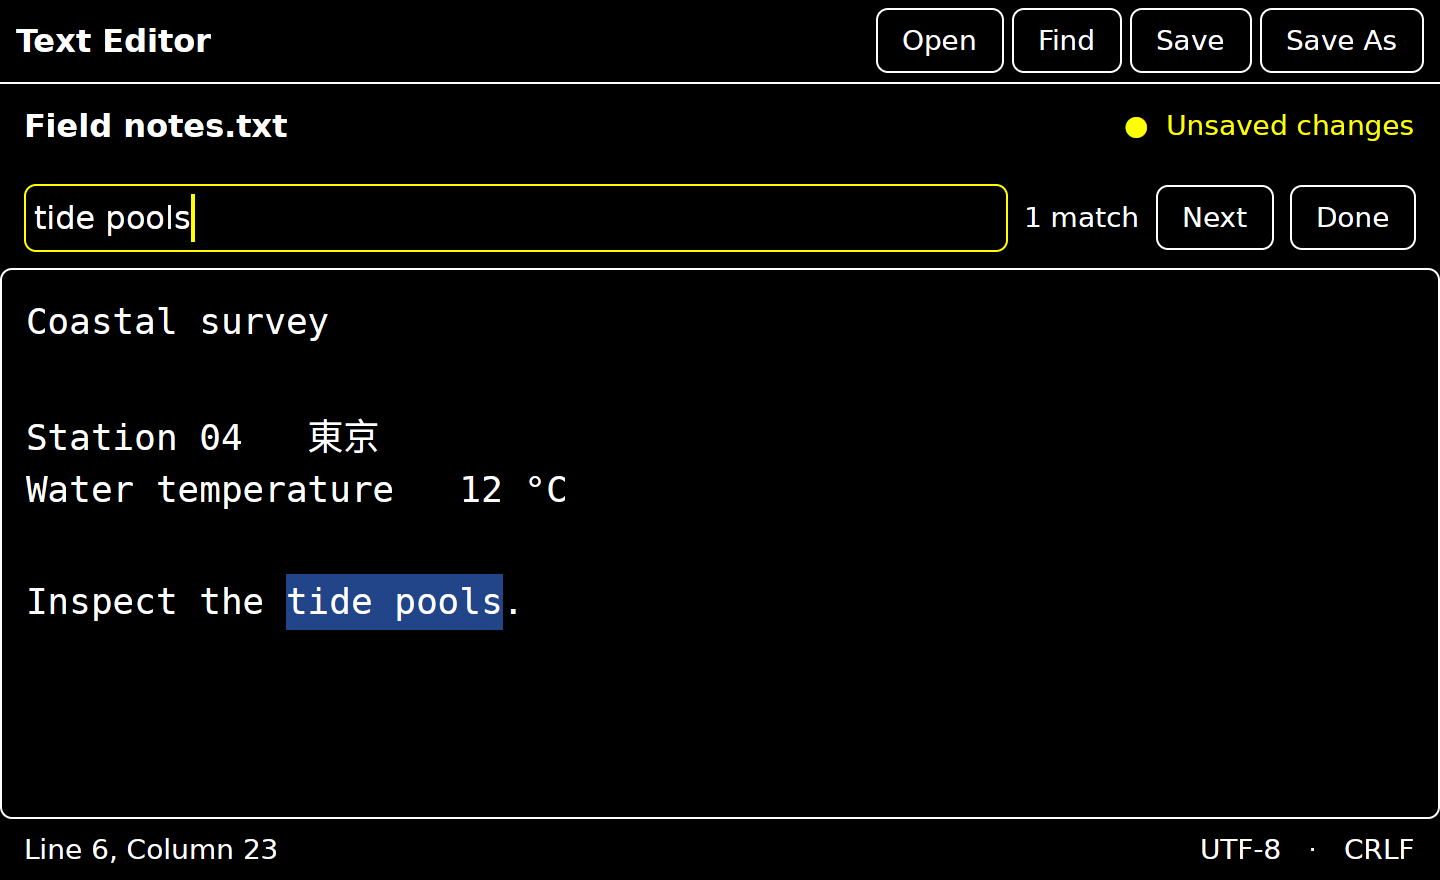 Text Editor
Open
Find
Save
Save As
Field notes.txt
Unsaved changes
tide pools
1 match
Next
Done
Coastal survey
Station 04   東京
Water temperature   12 °C
Inspect the tide pools.
Line 6, Column 23
UTF-8 · CRLF